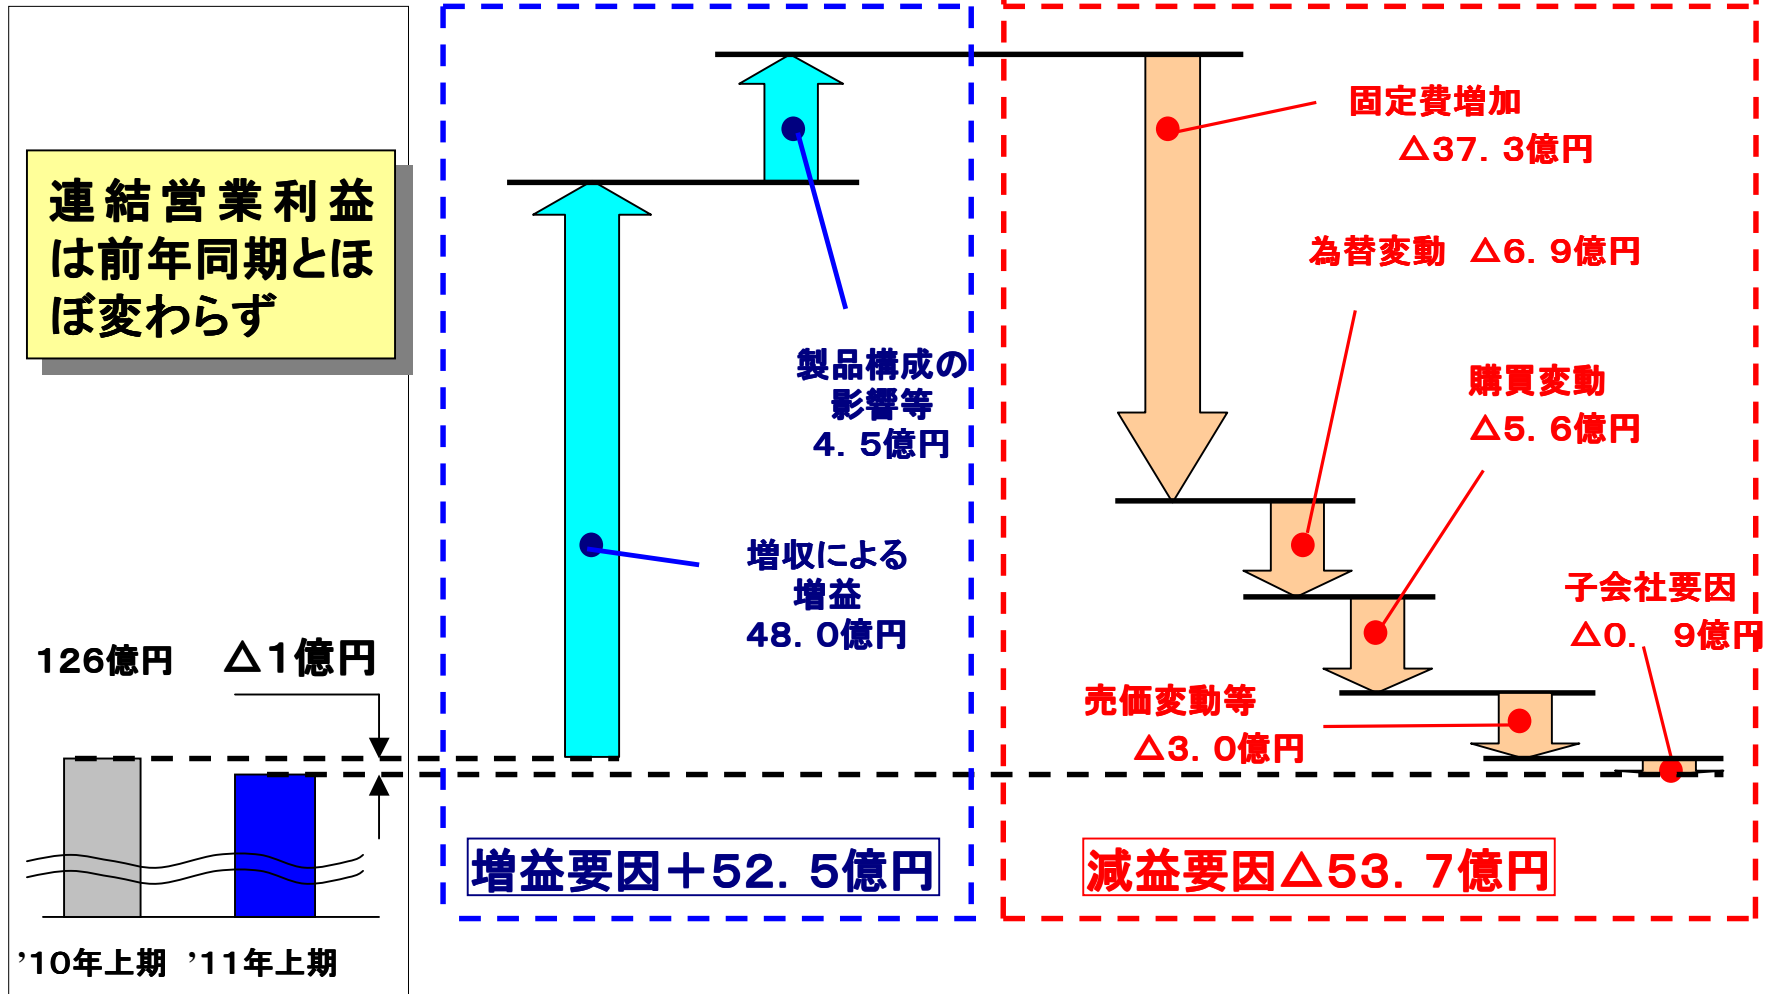 連結営業利益
は前年同期とほ
ぼ変わらず
126億円
△1億円
’10年上期
’11年上期
製品構成の
影響等
4.5億円
増収による
増益
48.0億円
増益要因＋52.5億円
固定費増加
△37.3億円
為替変動 △6.9億円
購買変動
△5.6億円
子会社要因
△0. 9億円
売価変動等
△3.0億円
減益要因△53.7億円